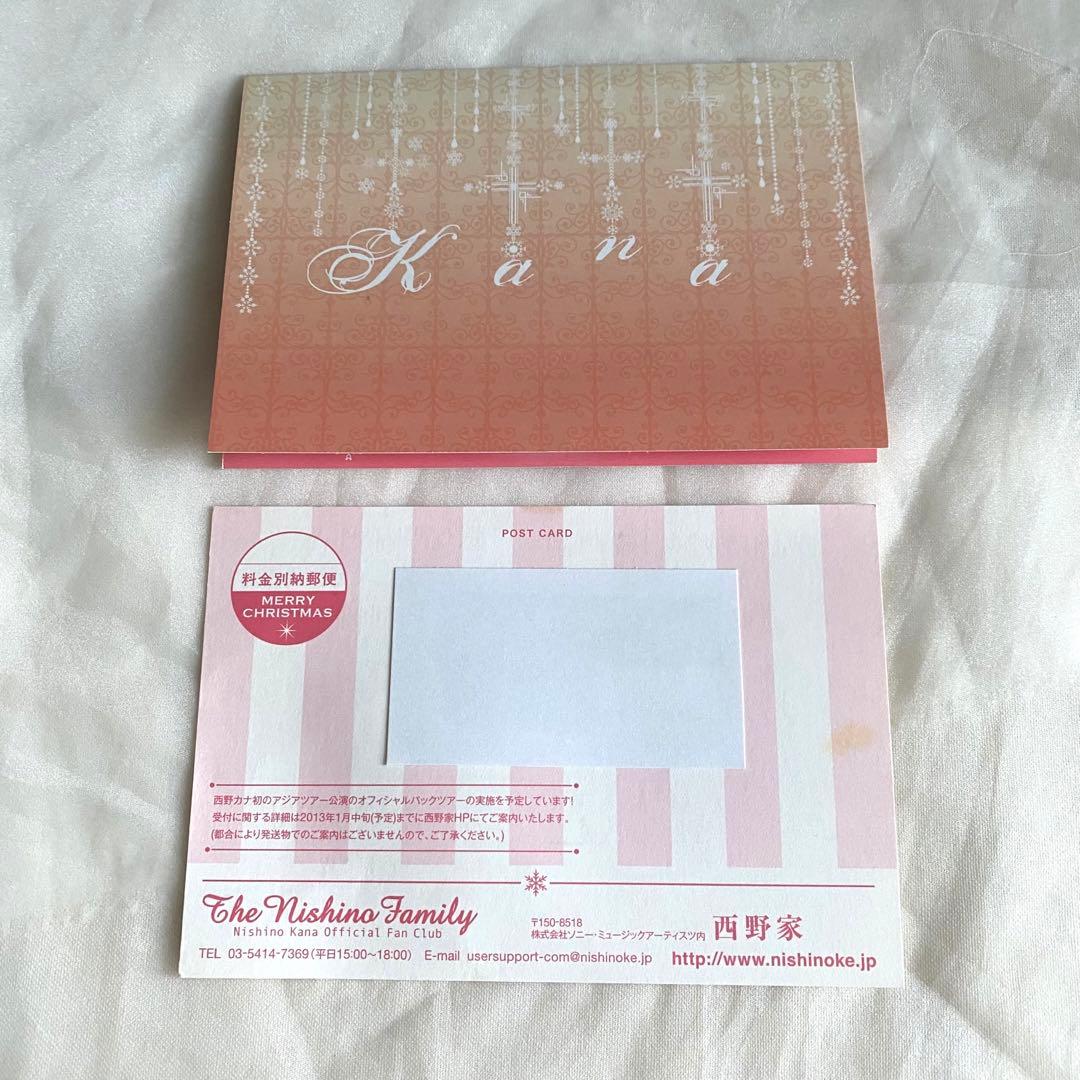 Kana
A
POST CARD
料金別納郵便
MERRY
CHRISTMAS
西野カナ初のアジアツアー公演のオフィシャルパックツアーの実施を予定しています!
受付に関する詳細は2013年1月中旬(予定)までに西野家HPにてご案内いたします。
(都合により発送物でのご案内はございませんので、ご了承ください。)
The Nishino Family
Nishino Kana Official Fan Club
〒150-8518
株式会社ソニー・ミュージックアーティスツ内 西野家
TEL 03-5414-7369(平日15:00〜18:00) E-mail usersupport-com@nishinoke.jp http://www.nishinoke.jp